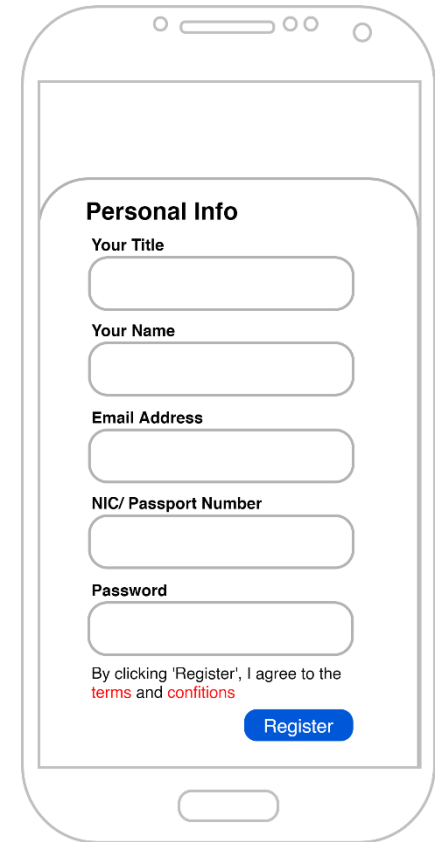 Personal Info
Your Title
Your Name
Email Address
NIC/ Passport Number
Password
By clicking 'Register', I agree to the
terms and confitions
Register